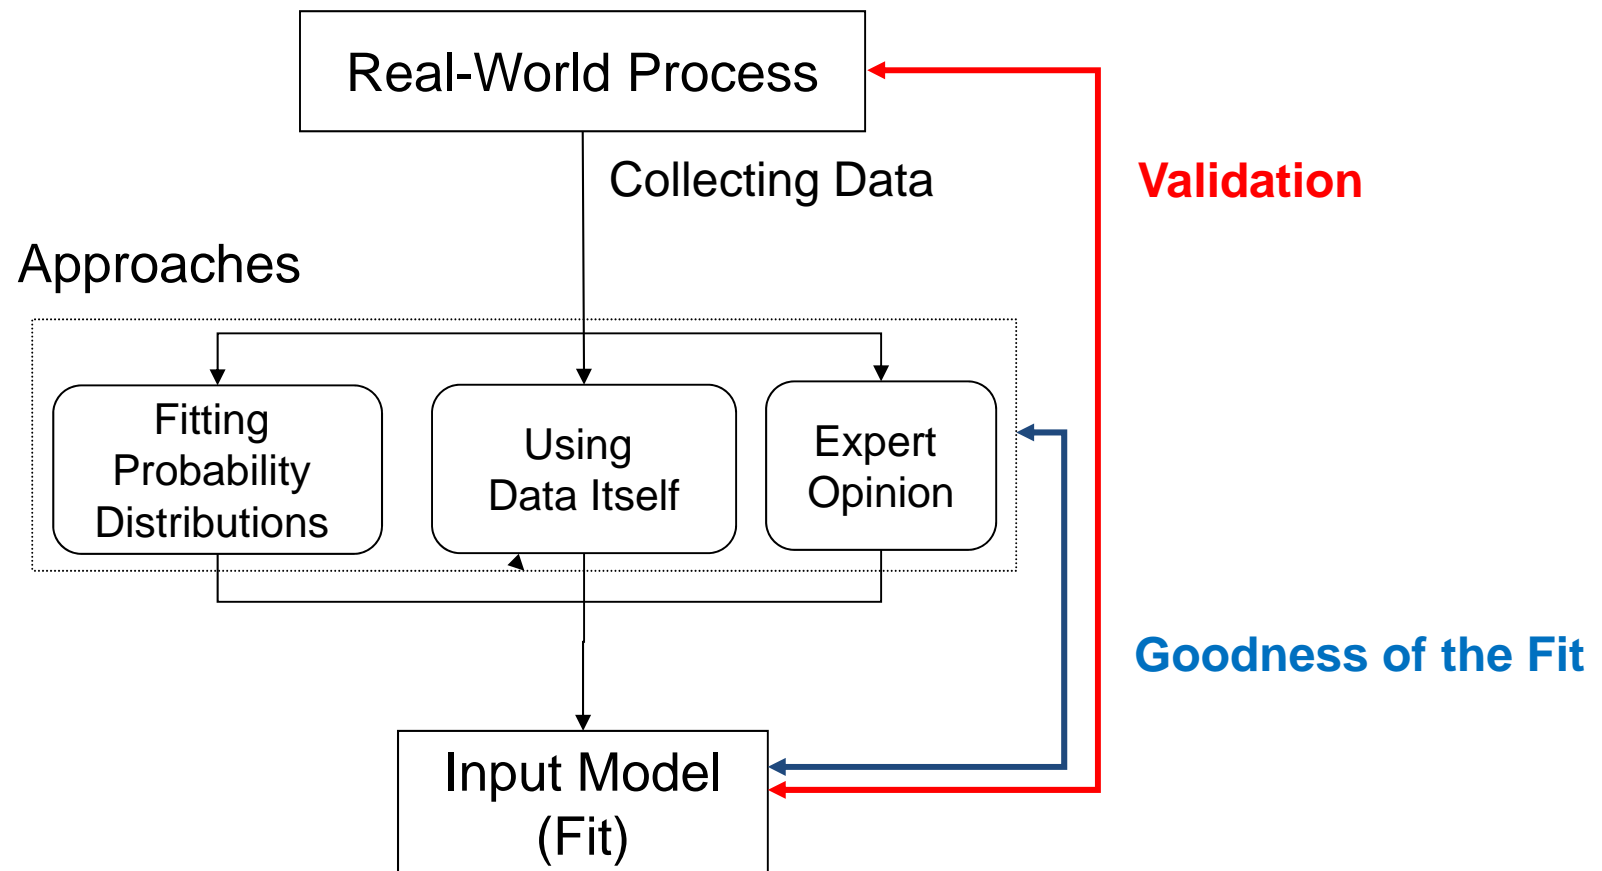 Real-World Process
Collecting Data
Validation
Approaches
Fitting
Probability
Distributions
Using
Data Itself
Expert
Opinion
Goodness of the Fit
Input Model
(Fit)